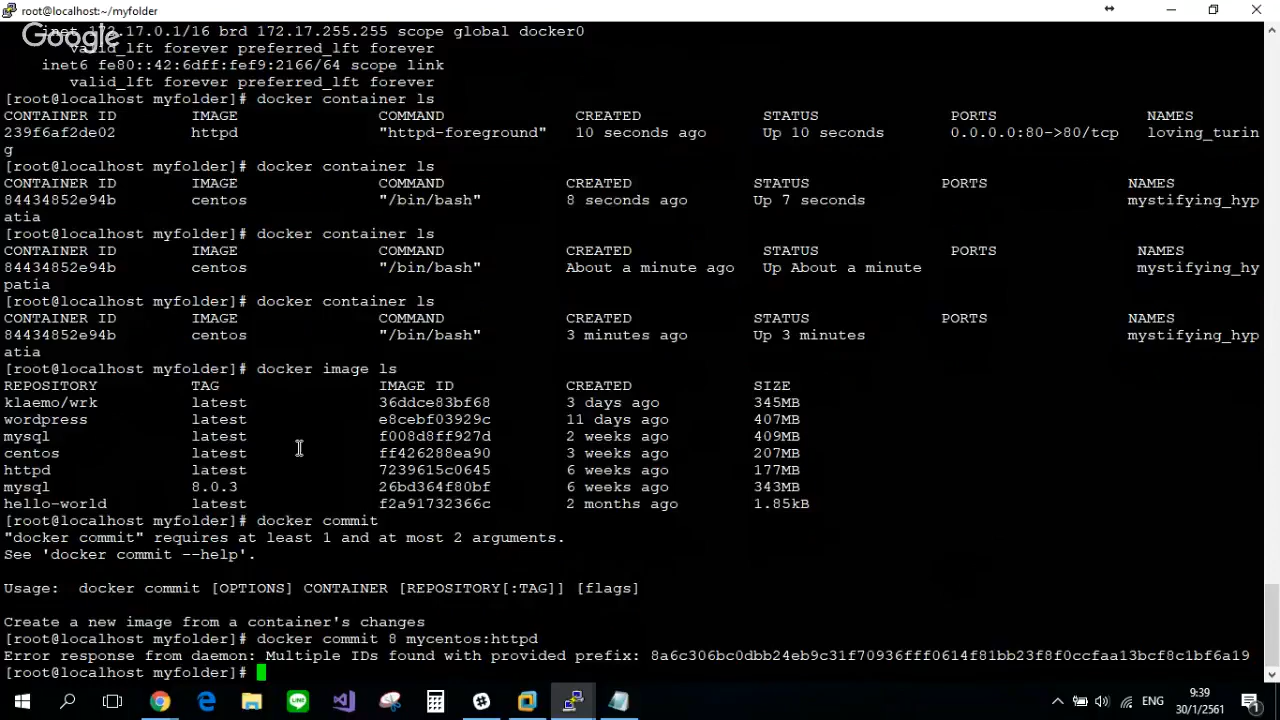 root@localhost:~/myfolder
inet 172.17.0.1/16 brd 172.17.255.255 scope global docker0
Google
valid_lft forever preferred_lft forever
inet6 fe80::42:6dff:fef9:2166/64 scope link
valid_lft forever preferred_lft forever
[root@localhost myfolder]# docker container ls
CONTAINER ID IMAGE COMMAND CREATED STATUS PORTS NAMES
239f6af2de02 httpd "httpd-foreground" 10 seconds ago Up 10 seconds 0.0.0.0:80->80/tcp loving_turin
g
[root@localhost myfolder]# docker container ls
CONTAINER ID IMAGE COMMAND CREATED STATUS PORTS NAMES
84434852e94b centos "/bin/bash" 8 seconds ago Up 7 seconds mystifying_hyp
atia
[root@localhost myfolder]# docker container ls
CONTAINER ID IMAGE COMMAND CREATED STATUS PORTS NAMES
84434852e94b centos "/bin/bash" About a minute ago Up About a minute mystifying_hy
patia
[root@localhost myfolder]# docker container ls
CONTAINER ID IMAGE COMMAND CREATED STATUS PORTS NAMES
84434852e94b centos "/bin/bash" 3 minutes ago Up 3 minutes mystifying_hyp
atia
[root@localhost myfolder]# docker image ls
REPOSITORY TAG IMAGE ID CREATED SIZE
klaemo/wrk latest 36ddce83bf68 3 days ago 345MB
wordpress latest e8cebf03929c 11 days ago 407MB
mysql latest f008d8ff927d 2 weeks ago 409MB
centos latest ff426288ea90 3 weeks ago 207MB
httpd latest 7239615c0645 6 weeks ago 177MB
mysql 8.0.3 26bd364f80bf 6 weeks ago 343MB
hello-world latest f2a91732366c 2 months ago 1.85kB
[root@localhost myfolder]# docker commit
"docker commit" requires at least 1 and at most 2 arguments.
See 'docker commit --help'.
Usage: docker commit [OPTIONS] CONTAINER [REPOSITORY[:TAG]] [flags]
Create a new image from a container's changes
[root@localhost myfolder]# docker commit 8 mycentos:httpd
Error response from daemon: Multiple IDs found with provided prefix: 8a6c306bc0dbb24eb9c31f70936fff0614f81bb23f8f0ccfaa13bcf8c1bf6a19
[root@localhost myfolder]#
ENG
9:39
30/1/2561